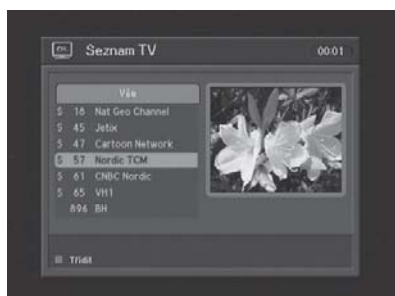 Seznam TV
00:01
Vše
S 18 Nat Geo Channel
S 45 Jetix
S 47 Cartoon Network
S 57 Nordic TCM
S 61 CNBC Nordic
S 65 VH1
896 BH
Třídit